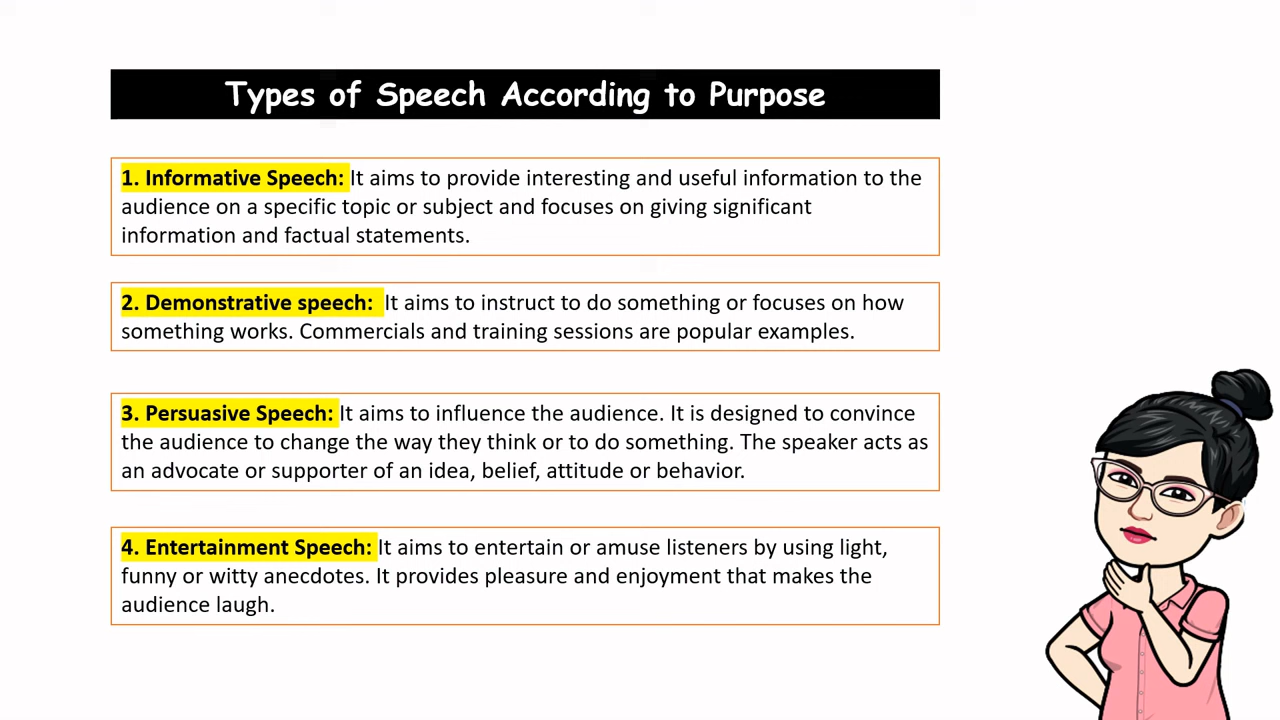 Types of Speech According to Purpose
1. Informative Speech: It aims to provide interesting and useful information to the
audience on a specific topic or subject and focuses on giving significant
information and factual statements.
2. Demonstrative speech: It aims to instruct to do something or focuses on how
something works. Commercials and training sessions are popular examples.
3. Persuasive Speech: It aims to influence the audience. It is designed to convince
the audience to change the way they think or to do something. The speaker acts as
an advocate or supporter of an idea, belief, attitude or behavior.
4. Entertainment Speech: It aims to entertain or amuse listeners by using light,
funny or witty anecdotes. It provides pleasure and enjoyment that makes the
audience laugh.